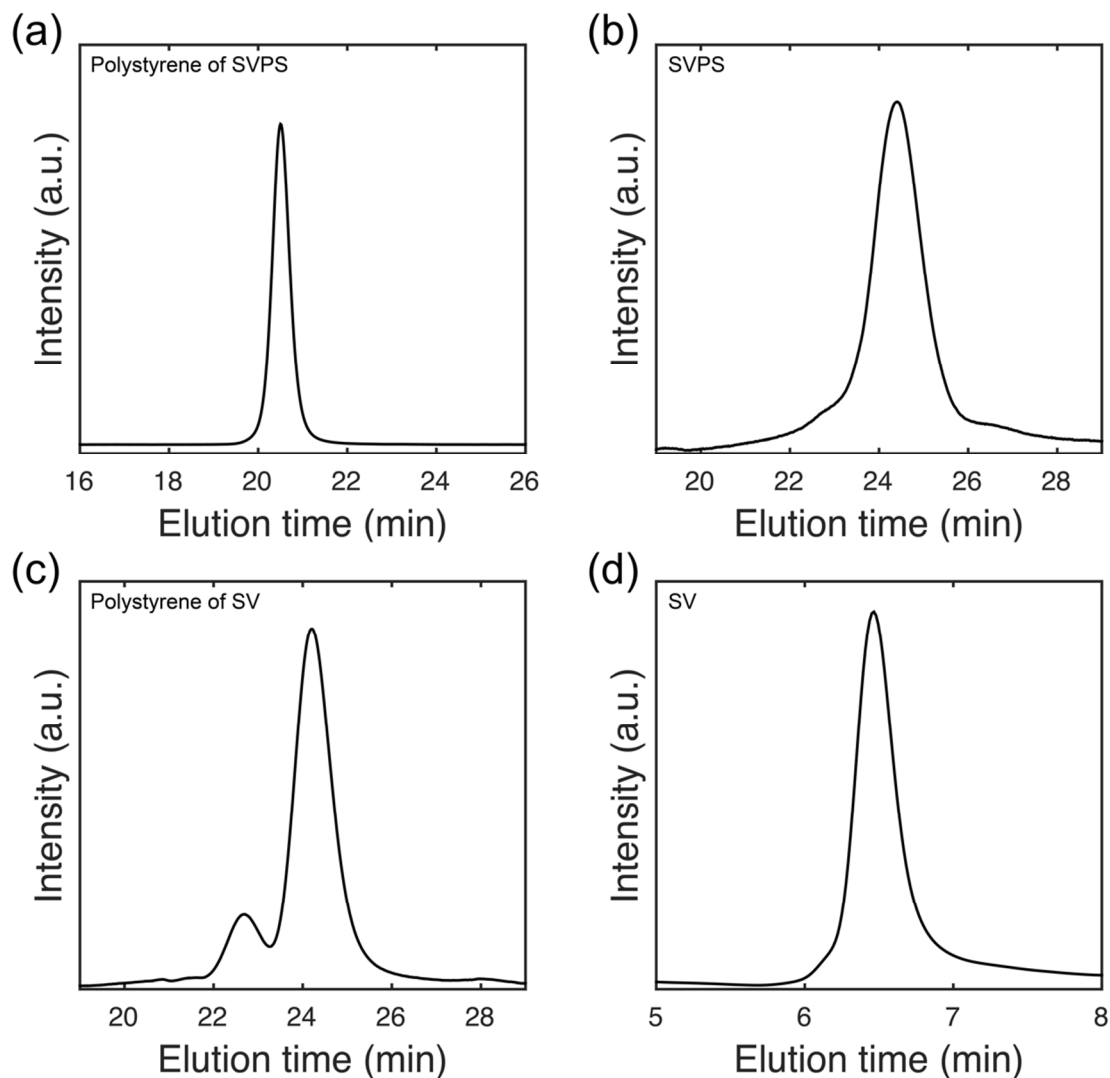 (a)
Polystyrene of SVPS
Intensity (a.u.)
16 18 20 22 24 26
Elution time (min)
(b)
SVPS
Intensity (a.u.)
20 22 24 26 28
Elution time (min)
(c)
Polystyrene of SV
Intensity (a.u.)
20 22 24 26 28
Elution time (min)
(d)
SV
Intensity (a.u.)
5 6 7 8
Elution time (min)